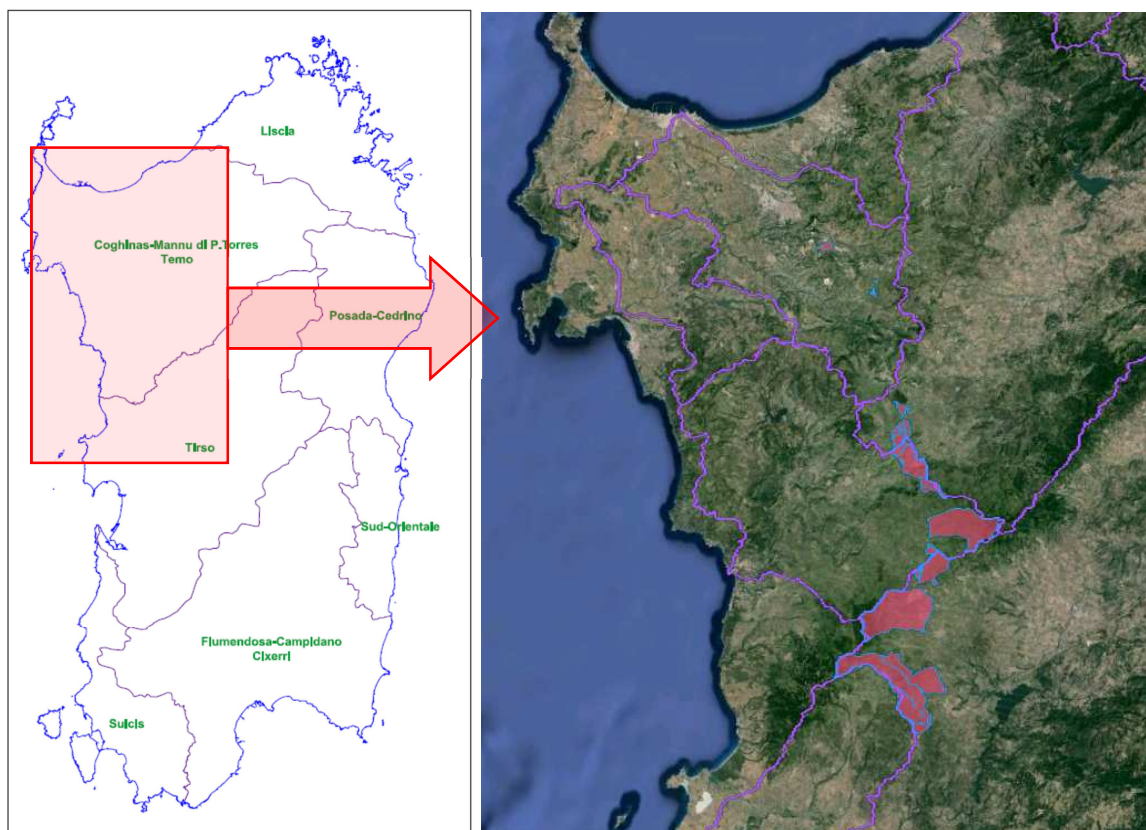 Liscia
Coghinas-Mannu di P.Torres
Temo
Posada-Cedrino
Tirso
Sud-Orientale
Flumendosa-Campidano
Cixerri
Sulcis